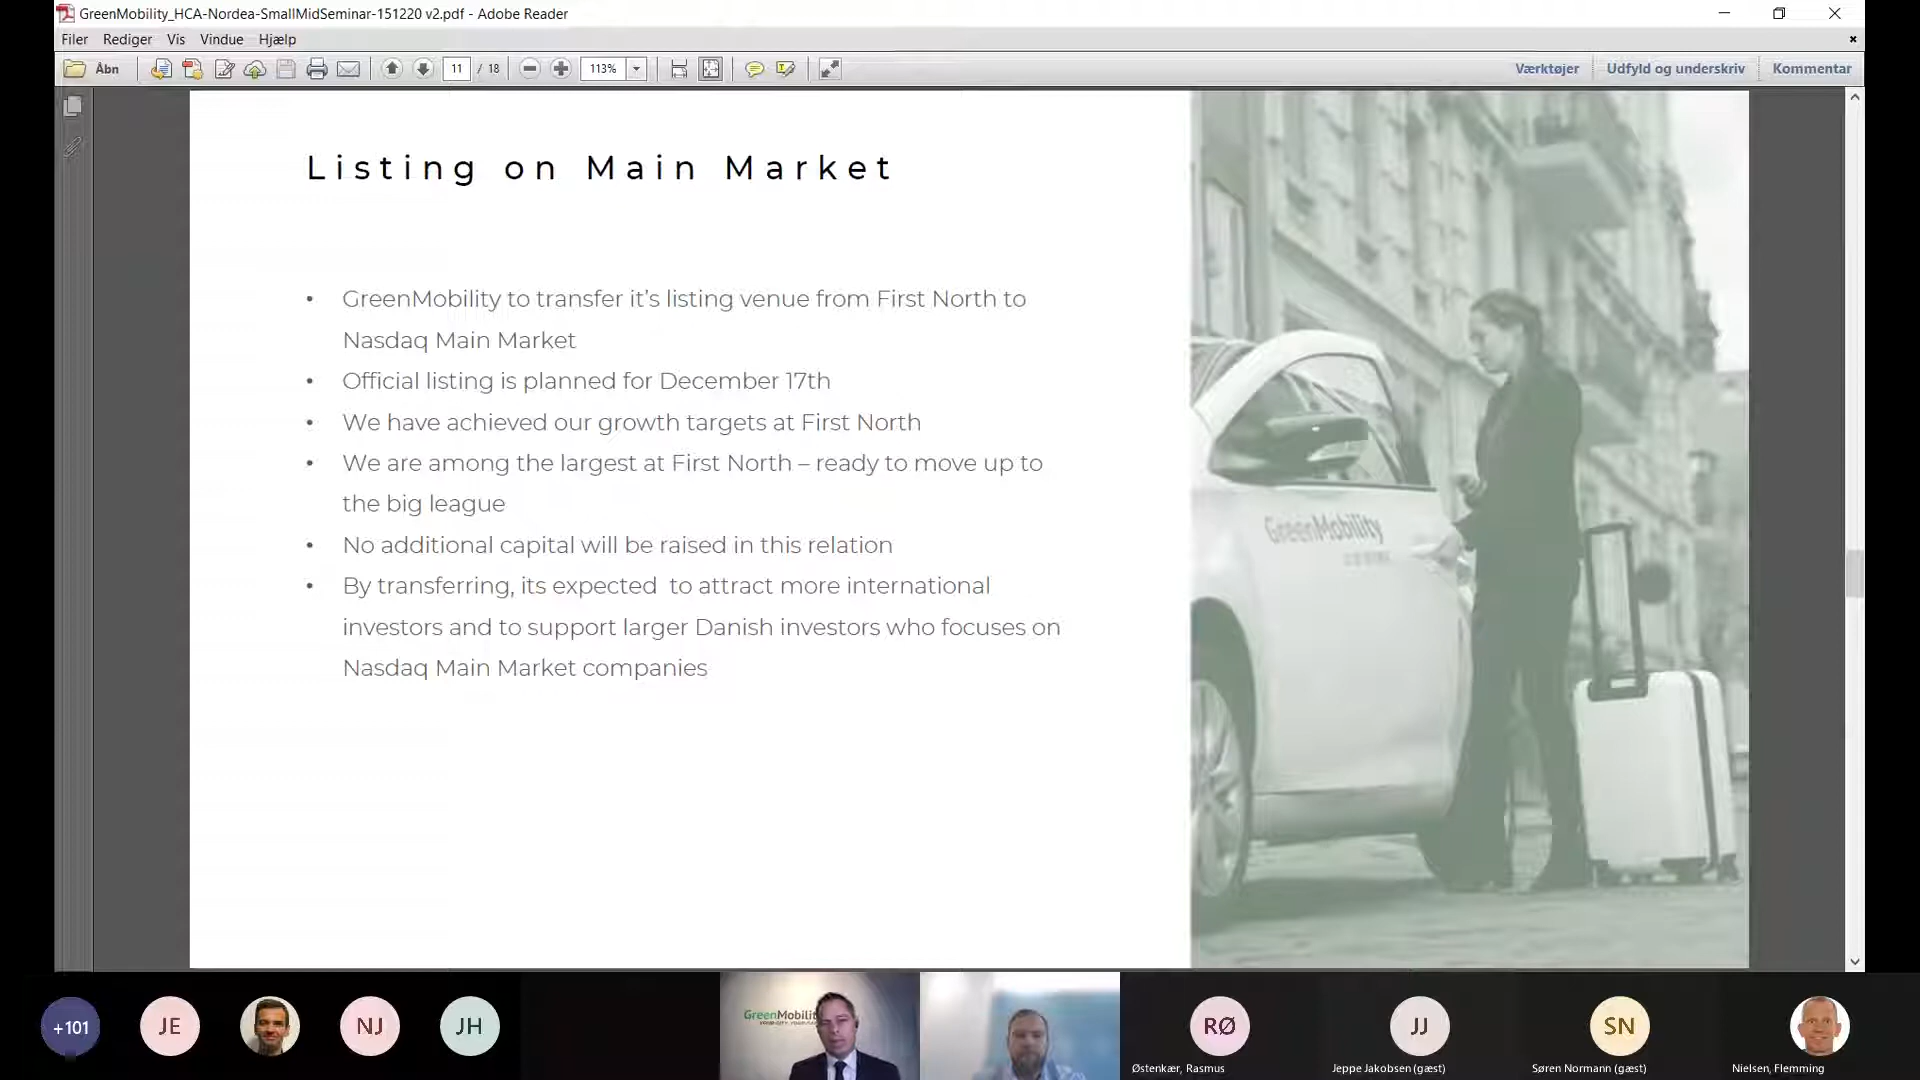 GreenMobility_HCA-Nordea-SmallMidSeminar-151220 v2.pdf - Adobe Reader
Filer Rediger Vis Vindue Hjælp
Åbn 11 / 18 113% Værktøjer Udfyld og underskriv Kommentar
Listing on Main Market
• GreenMobility to transfer it's listing venue from First North to
Nasdaq Main Market
• Official listing is planned for December 17th
• We have achieved our growth targets at First North
• We are among the largest at First North – ready to move up to
the big league
• No additional capital will be raised in this relation
• By transferring, its expected to attract more international
investors and to support larger Danish investors who focuses on
Nasdaq Main Market companies
GreenMobility
+101
JE
NJ
JH
GreenMobility
RØ
Østenkær, Rasmus
JJ
Jeppe Jakobsen (gæst)
SN
Søren Normann (gæst)
Nielsen, Flemming